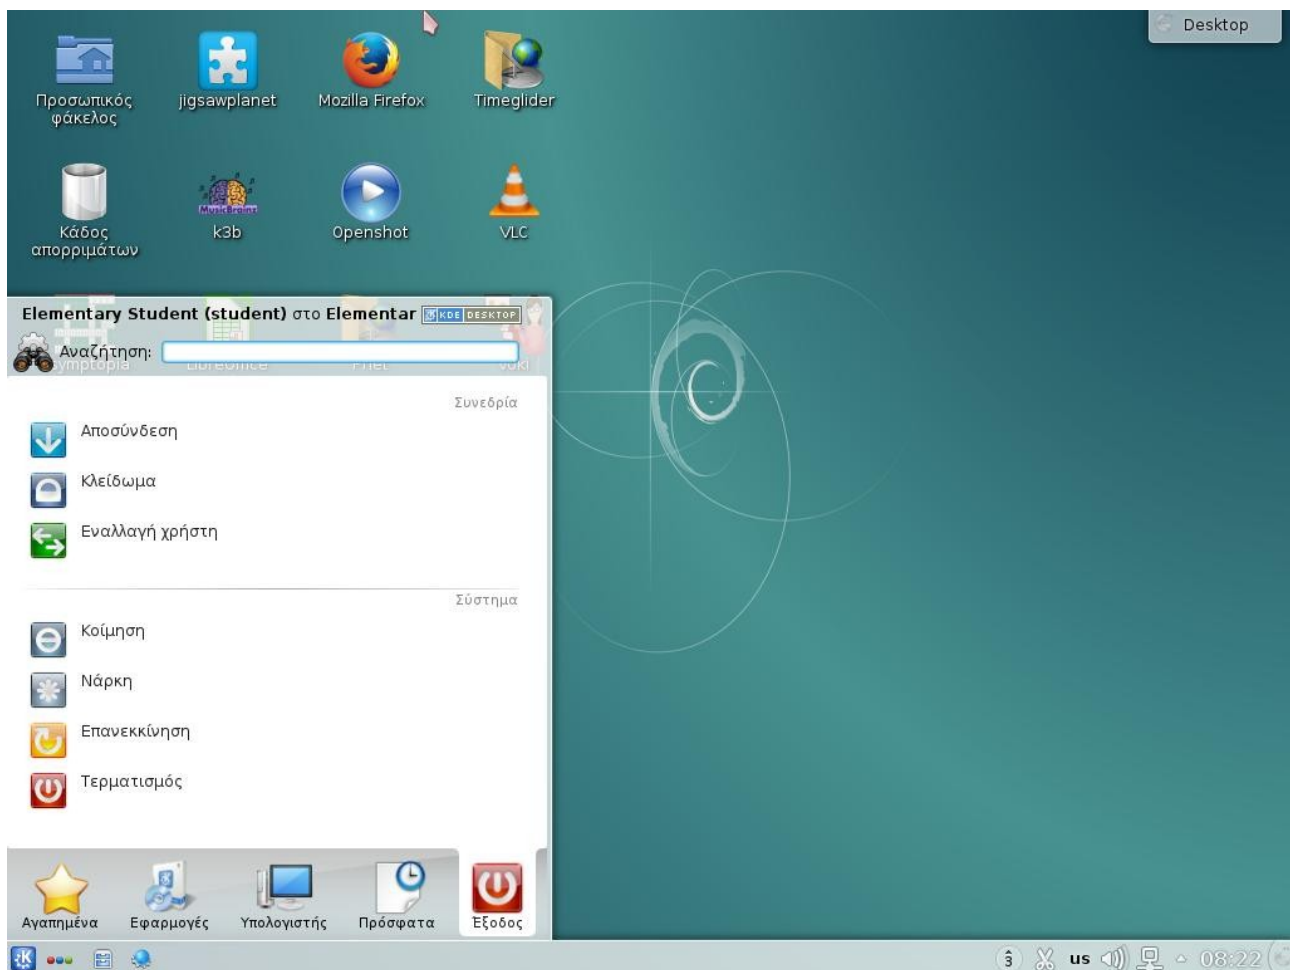 Desktop
Προσωπικός
φάκελος
jigsawplanet
Mozilla Firefox
Timeglider
Κάδος
απορριμάτων
MusicBrainz
k3b
Openshot
VLC
Elementary Student (student) στο Elementar KDE DESKTOP
Αναζήτηση:
LibreOffice
Συνεδρία
Αποσύνδεση
Κλείδωμα
Εναλλαγή χρήστη
Σύστημα
Κοίμηση
Νάρκη
Επανεκκίνηση
Τερματισμός
Αγαπημένα
Εφαρμογές
Υπολογιστής
Πρόσφατα
Έξοδος
us
08:22